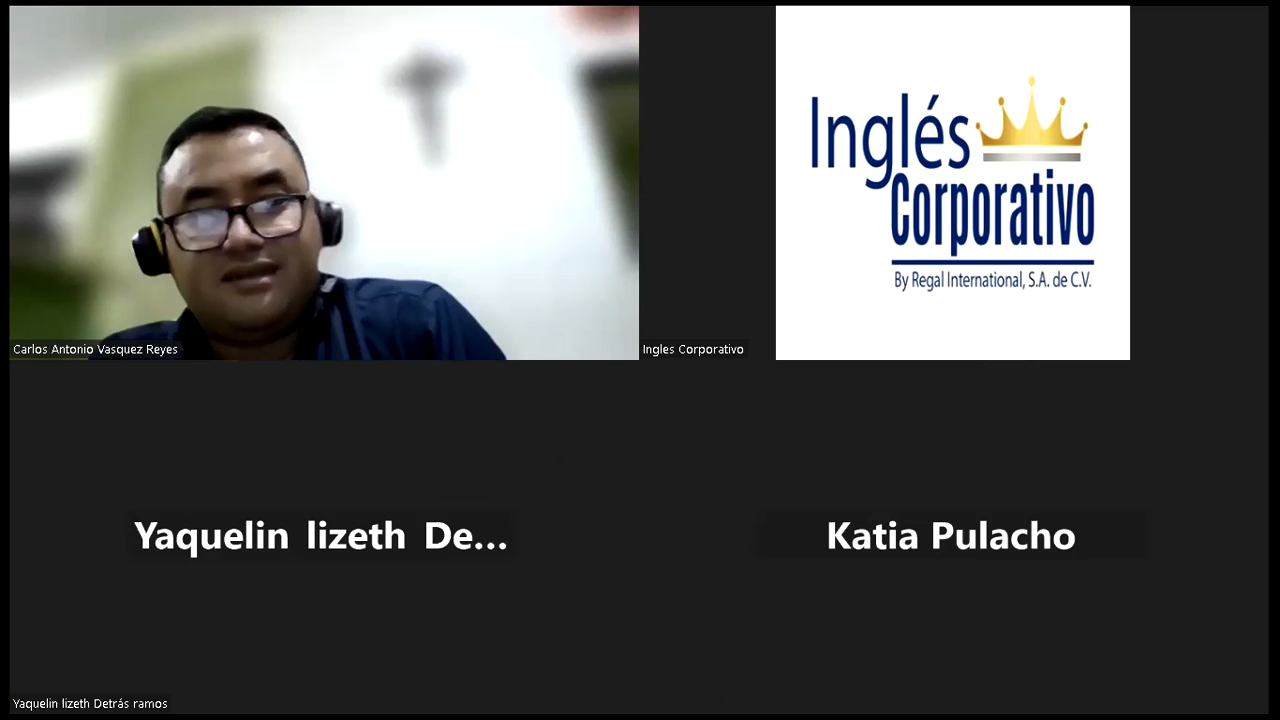 Inglés
Corporativo
By Regal International, S.A. de C.V.
Carlos Antonio Vasquez Reyes
Ingles Corporativo
Yaquelin lizeth De...
Katia Pulacho
Yaquelin lizeth Detrás ramos